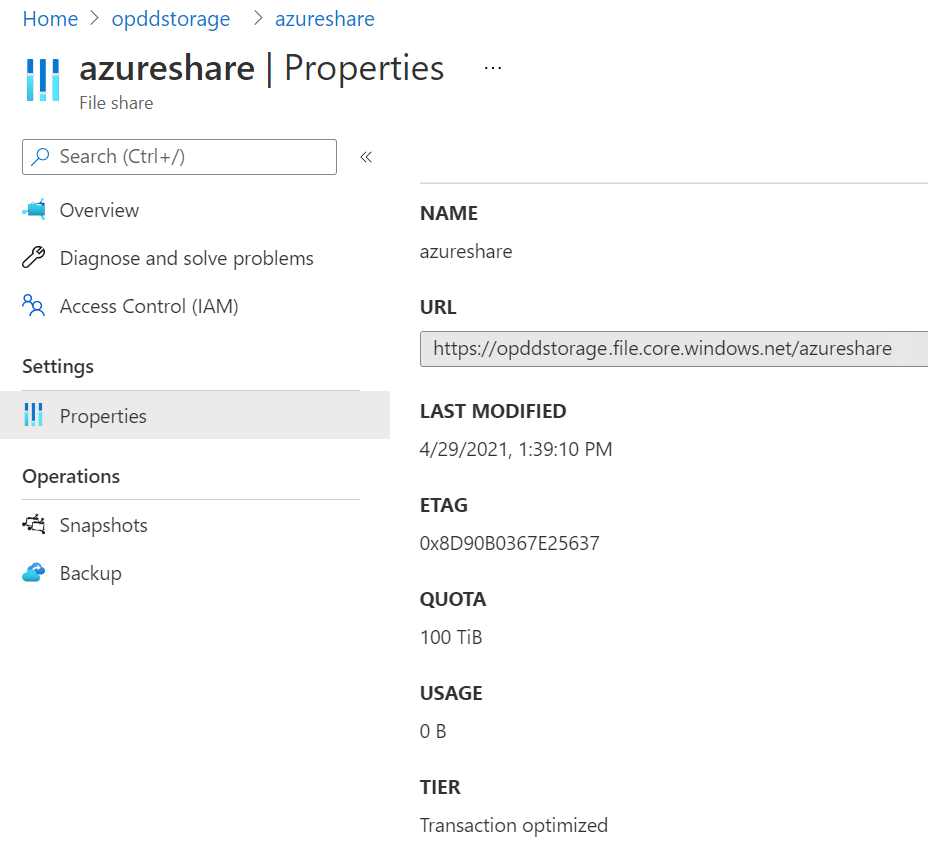 Home > opddstorage > azureshare
azureshare | Properties ...
File share
Search (Ctrl+/)
«
Overview
Diagnose and solve problems
Access Control (IAM)
Settings
Properties
Operations
Snapshots
Backup
NAME
azureshare
URL
https://opddstorage.file.core.windows.net/azureshare
LAST MODIFIED
4/29/2021, 1:39:10 PM
ETAG
0x8D90B0367E25637
QUOTA
100 TiB
USAGE
0 B
TIER
Transaction optimized